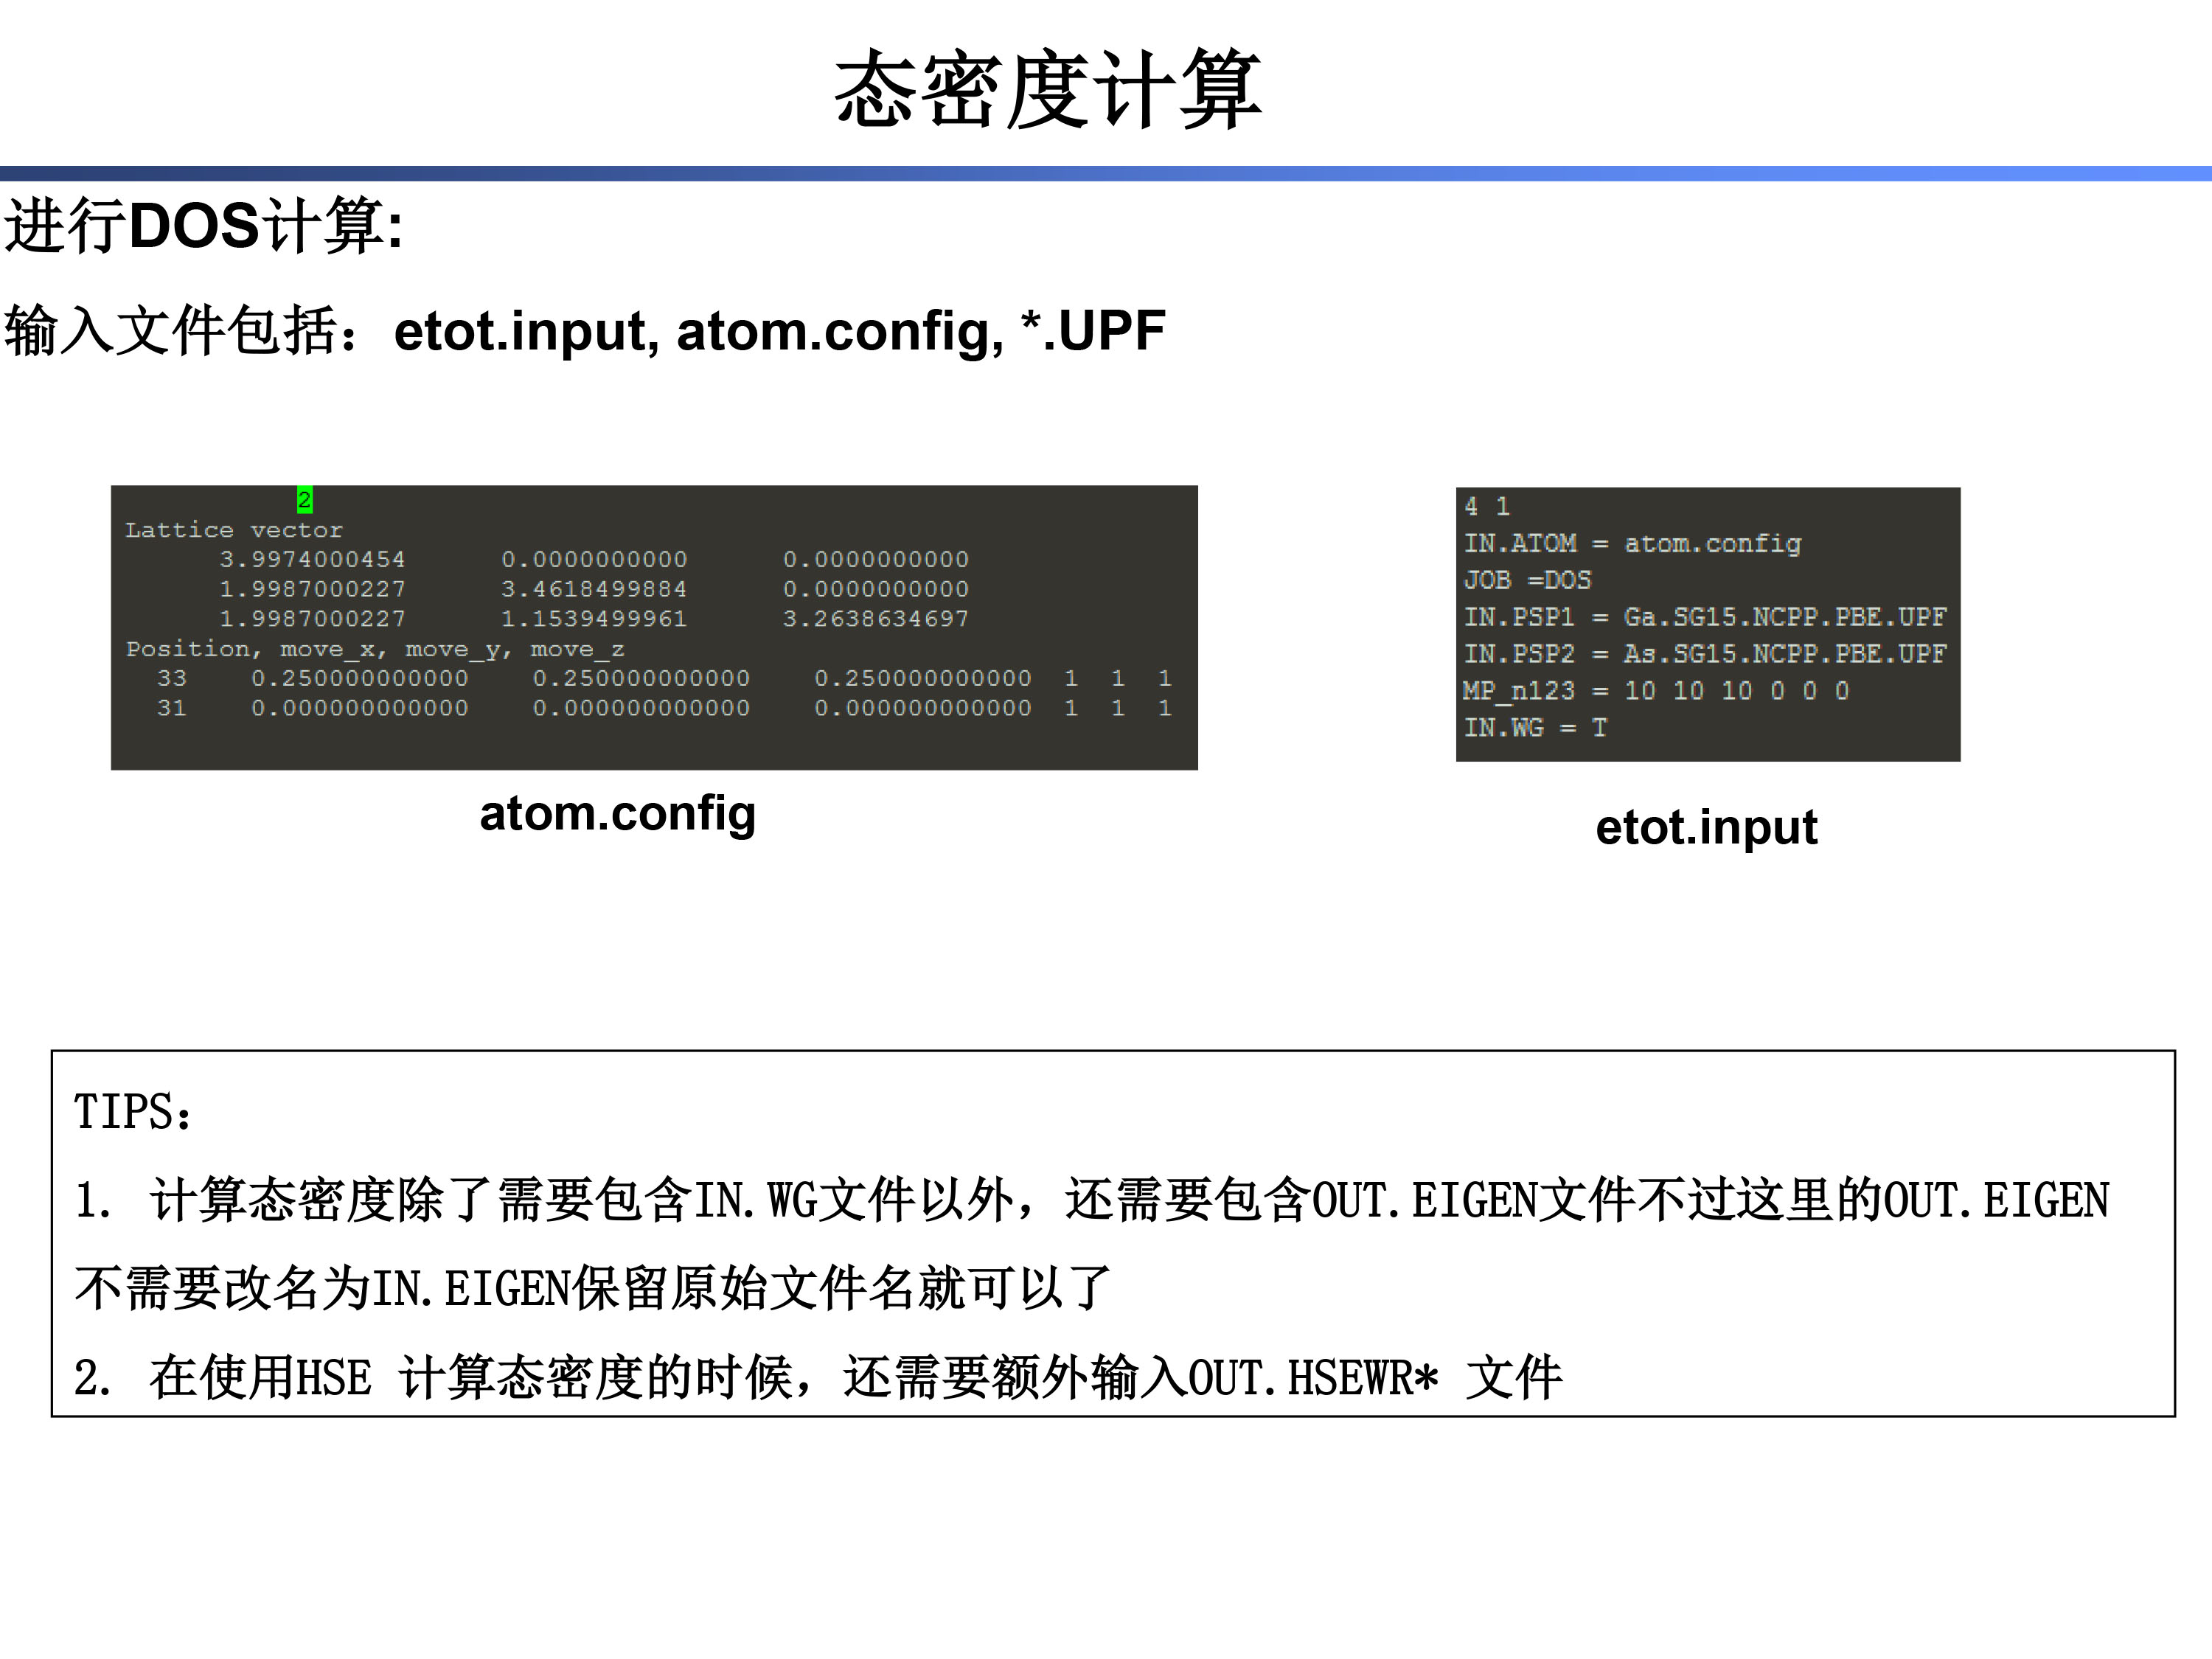 态密度计算
进行DOS计算:
输入文件包括：etot.input, atom.config, *.UPF
2
Lattice vector
3.9974000454 0.0000000000 0.0000000000
1.9987000227 3.4618499884 0.0000000000
1.9987000227 1.1539499961 3.2638634697
Position, move_x, move_y, move_z
33 0.250000000000 0.250000000000 0.250000000000 1 1 1
31 0.000000000000 0.000000000000 0.000000000000 1 1 1
atom.config
4 1
IN.ATOM = atom.config
JOB =DOS
IN.PSP1 = Ga.SG15.NCPP.PBE.UPF
IN.PSP2 = As.SG15.NCPP.PBE.UPF
MP_n123 = 10 10 10 0 0 0
IN.WG = T
etot.input
TIPS：
1. 计算态密度除了需要包含IN.WG文件以外，还需要包含OUT.EIGEN文件不过这里的OUT.EIGEN
不需要改名为IN.EIGEN保留原始文件名就可以了
2. 在使用HSE 计算态密度的时候，还需要额外输入OUT.HSEWR* 文件